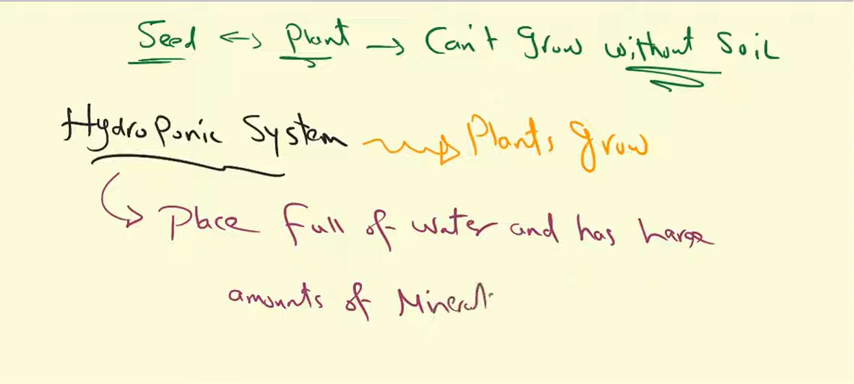 Seed <-> Plant → Can't grow without Soil
Hydroponic System → Plants grow
Place full of water and has large
amounts of Mineral